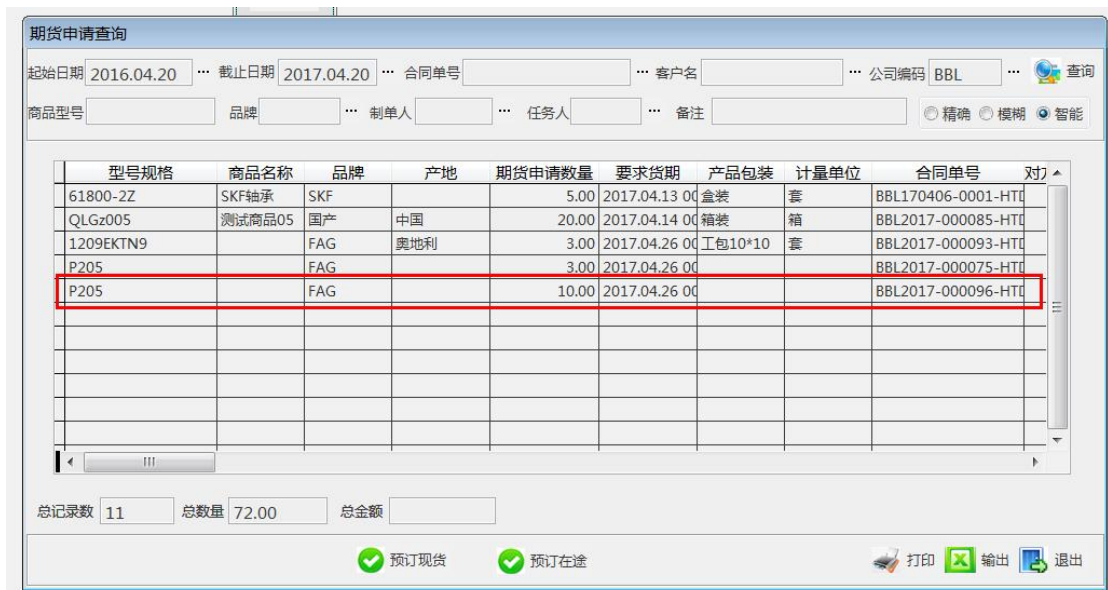 期货申请查询
起始日期 2016.04.20 ··· 截止日期 2017.04.20 ··· 合同单号 ··· 客户名 ··· 公司编码 BBL ··· 查询
商品型号 品牌 ··· 制单人 ··· 任务人 ··· 备注 精确 模糊 智能
型号规格 商品名称 品牌 产地 期货申请数量 要求货期 产品包装 计量单位 合同单号 对方
61800-2Z SKF轴承 SKF 5.00 2017.04.13 00 盒装 套 BBL170406-0001-HTD
QLGz005 测试商品05 国产 中国 20.00 2017.04.14 00 箱装 箱 BBL2017-000085-HTD
1209EKTN9 FAG 奥地利 3.00 2017.04.26 00 工包10*10 套 BBL2017-000093-HTD
P205 FAG 3.00 2017.04.26 00 BBL2017-000075-HTD
P205 FAG 10.00 2017.04.26 00 BBL2017-000096-HTD
总记录数 11 总数量 72.00 总金额
预订现货 预订在途 打印 输出 退出